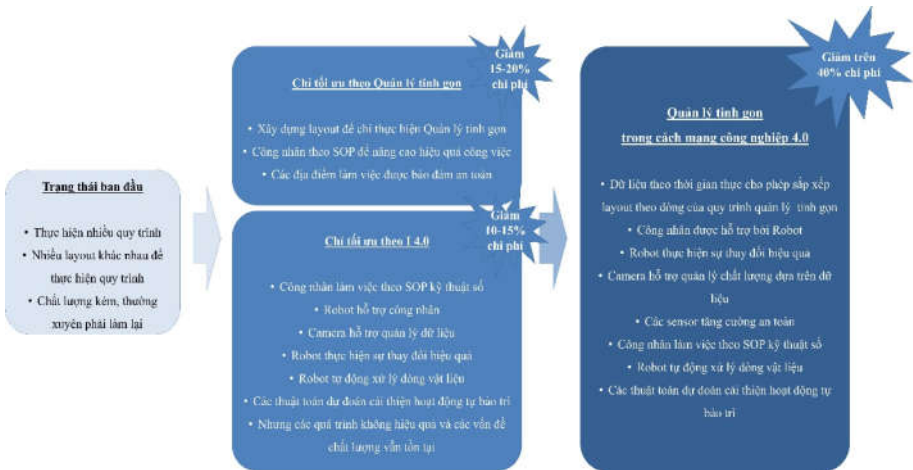 Trạng thái ban đầu
• Thực hiện nhiều quy trình
• Nhiều layout khác nhau để
thực hiện quy trình
• Chất lượng kém, thường
xuyên phải làm lại
Giảm
15-20%
chi phí
Chỉ tối ưu theo Quản lý tinh gọn
• Xây dựng layout để chỉ thực hiện Quản lý tinh gọn
• Công nhân theo SOP để nâng cao hiệu quả công việc
• Các địa điểm làm việc được bảo đảm an toàn
Giảm
10-15%
chi phí
Chỉ tối ưu theo I 4.0
• Công nhân làm việc theo SOP kỹ thuật số
• Robot hỗ trợ công nhân
• Camera hỗ trợ quản lý dữ liệu
• Robot thực hiện sự thay đổi hiệu quả
• Robot tự động xử lý dòng vật liệu
• Các thuật toán dự đoán cải thiện hoạt động tự bảo trì
• Nhưng các quá trình không hiệu quả và các vấn đề
chất lượng vẫn tồn tại
Giảm trên
40% chi phí
Quản lý tinh gọn
trong cách mạng công nghiệp 4.0
• Dữ liệu theo thời gian thực cho phép sắp xếp
layout theo dòng của quy trình quản lý tinh gọn
• Công nhân được hỗ trợ bởi Robot
• Robot thực hiện sự thay đổi hiệu quả
• Camera hỗ trợ quản lý chất lượng dựa trên dữ
liệu
• Các sensor tăng cường an toàn
• Công nhân làm việc theo SOP kỹ thuật số
• Robot tự động xử lý dòng vật liệu
• Các thuật toán dự đoán cải thiện hoạt động tự
bảo trì